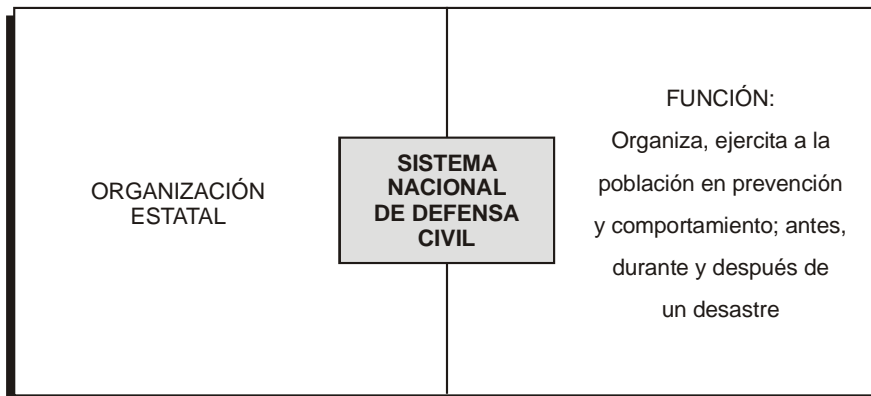 ORGANIZACIÓN
ESTATAL
SISTEMA
NACIONAL
DE DEFENSA
CIVIL
FUNCIÓN:
Organiza, ejercita a la
población en prevención
y comportamiento; antes,
durante y después de
un desastre